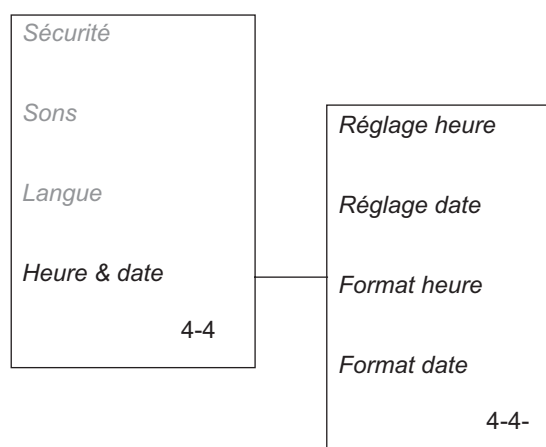 Sécurité
Sons
Langue
Heure & date
4-4
Réglage heure
Réglage date
Format heure
Format date
4-4-